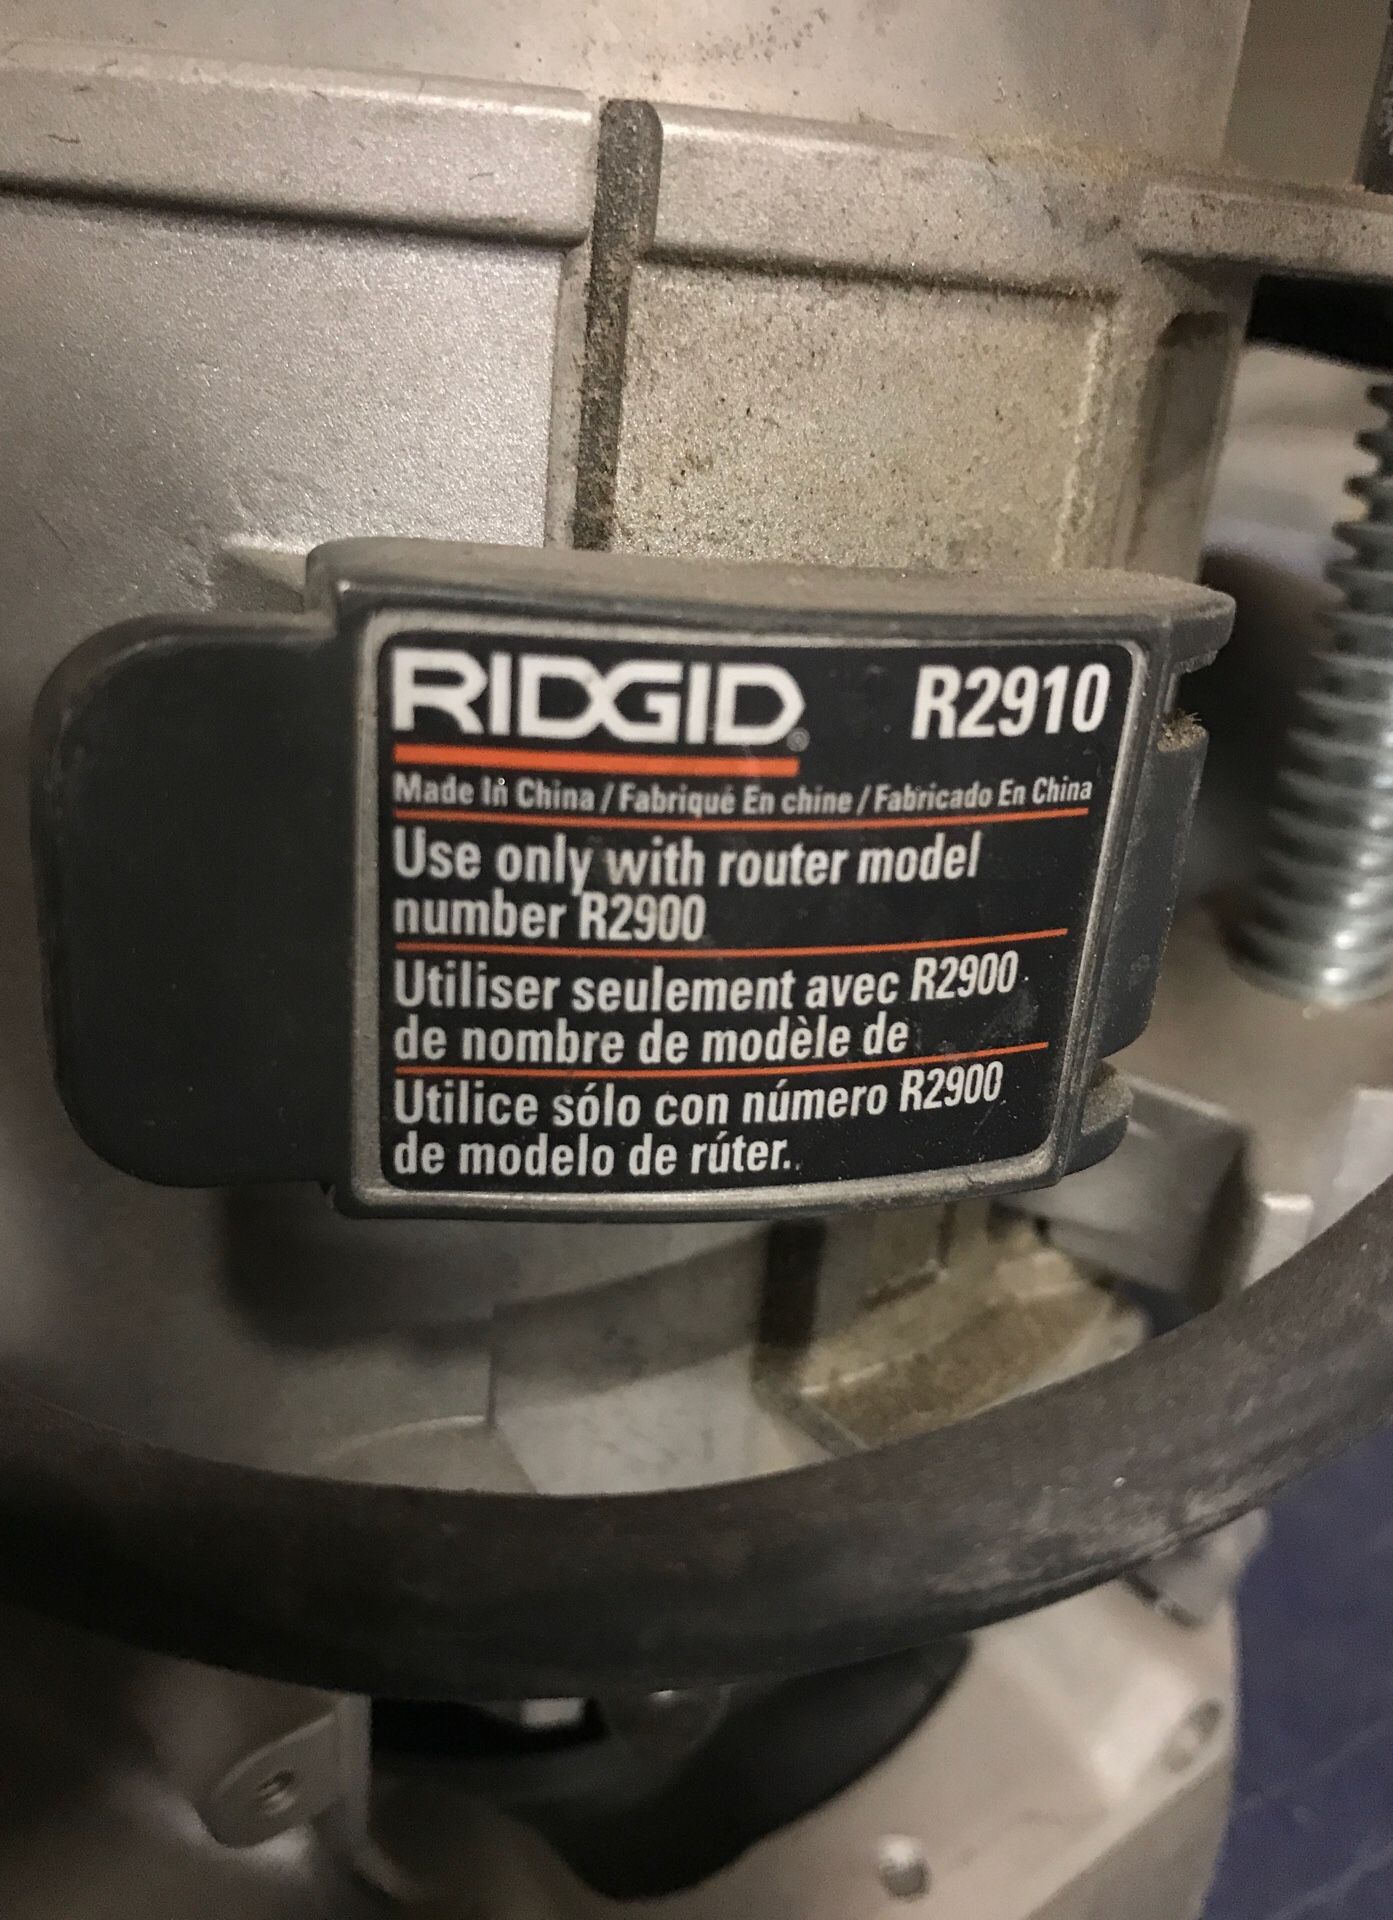 RIDGID® R2910
Made In China / Fabriqué En chine / Fabricado En China
Use only with router model
number R2900
Utiliser seulement avec R2900
de nombre de modèle de
Utilice sólo con número R2900
de modelo de rúter.